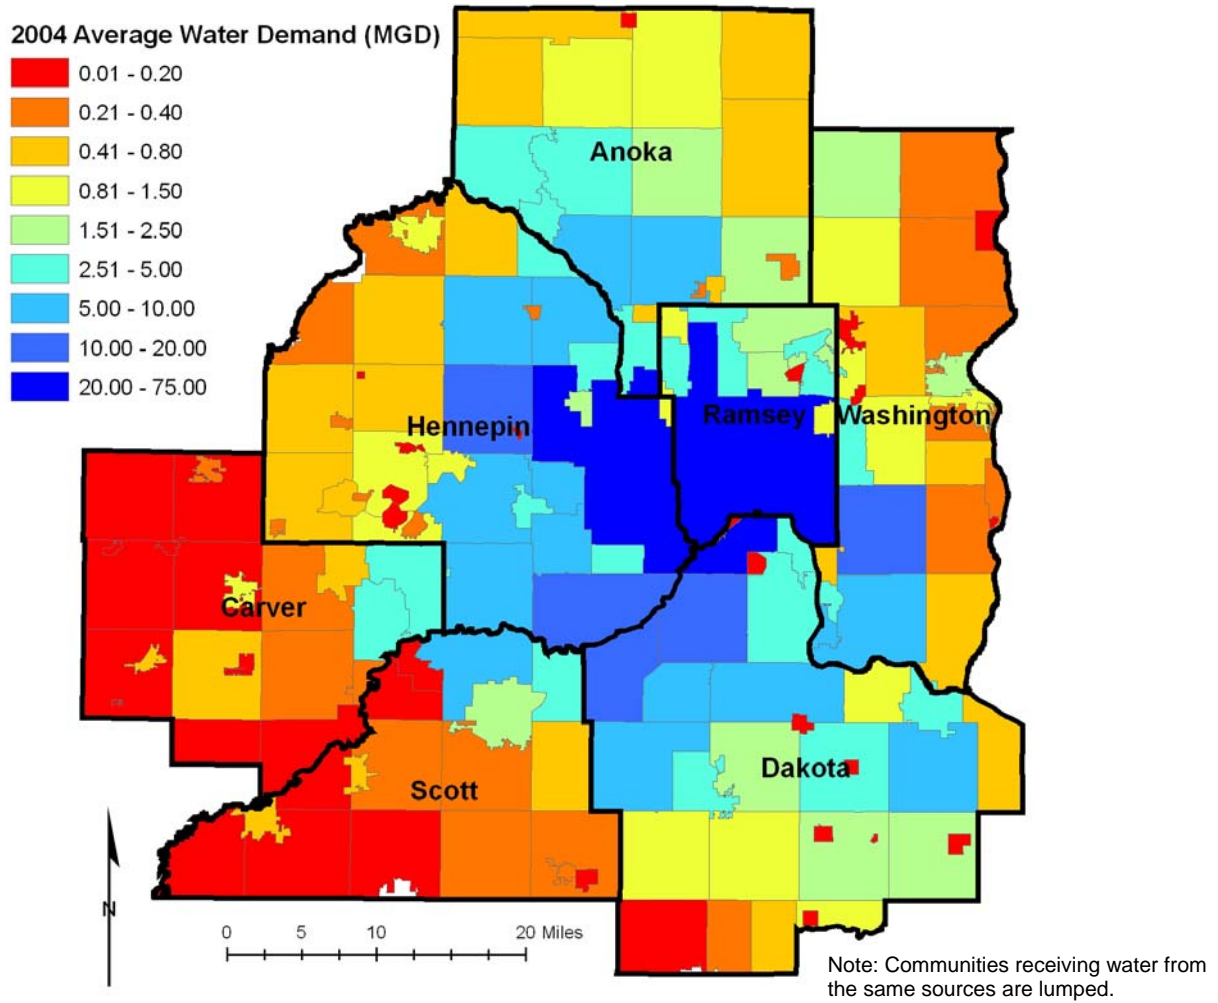 2004 Average Water Demand (MGD)
0.01 - 0.20
0.21 - 0.40
0.41 - 0.80
0.81 - 1.50
1.51 - 2.50
2.51 - 5.00
5.00 - 10.00
10.00 - 20.00
20.00 - 75.00
Anoka
Hennepin
Ramsey
Washington
Carver
Scott
Dakota
N
0 5 10 20 Miles
Note: Communities receiving water from
the same sources are lumped.